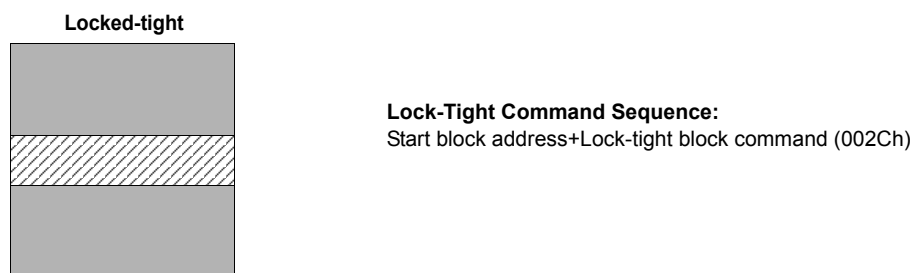 Locked-tight
Lock-Tight Command Sequence:
Start block address+Lock-tight block command (002Ch)